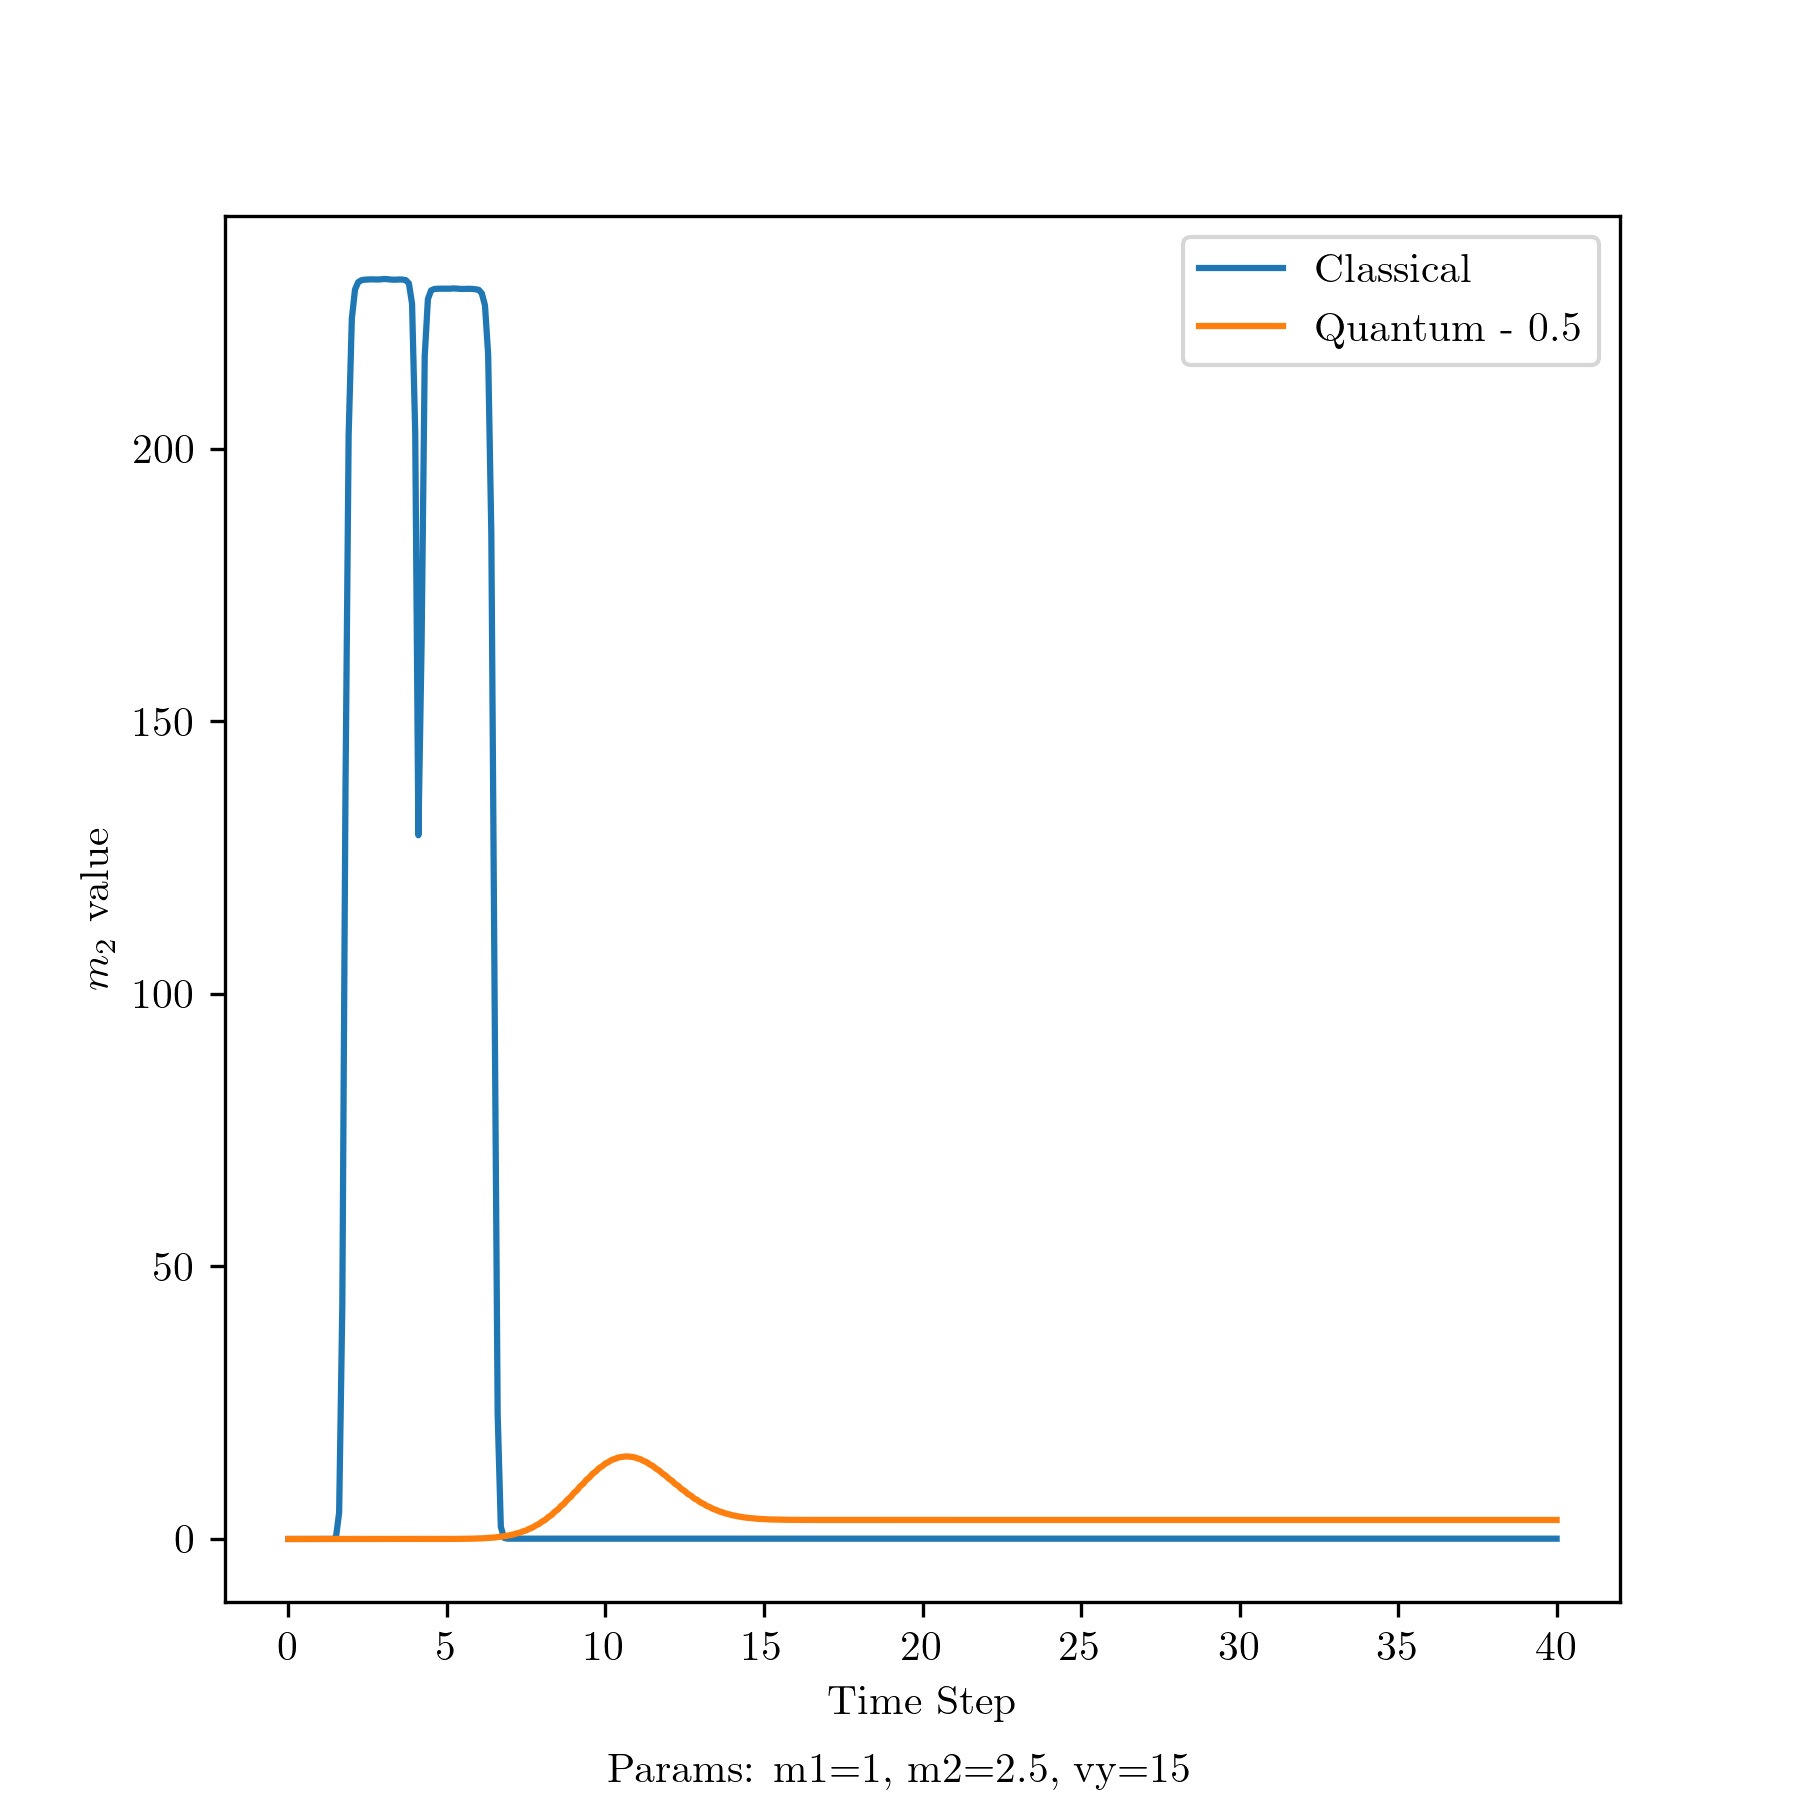 Classical
Quantum - 0.5
200
150
100
50
0
m₂ value
0 5 10 15 20 25 30 35 40
Time Step
Params: m1=1, m2=2.5, vy=15